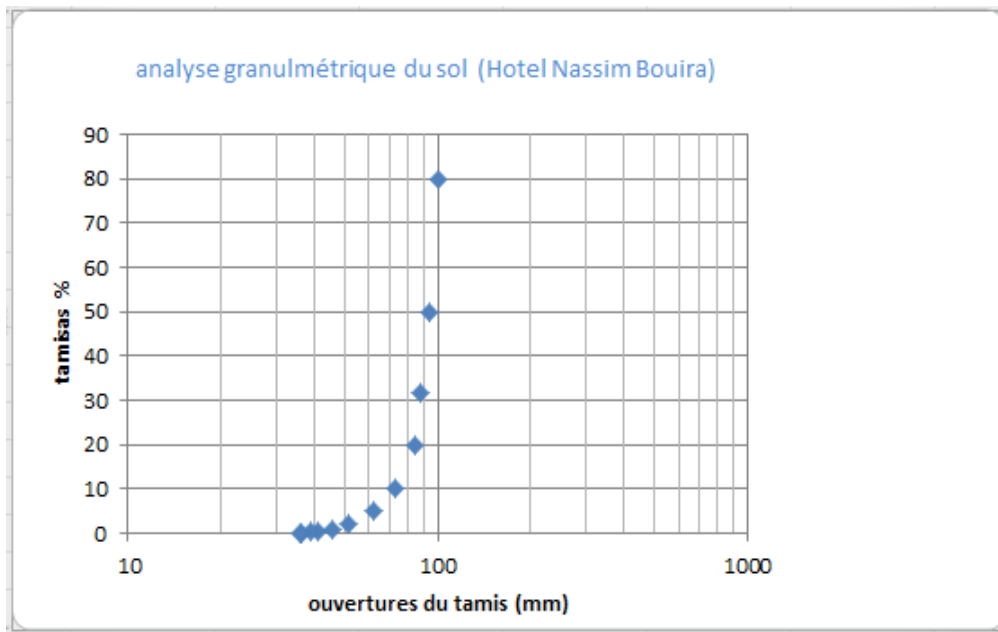 analyse granulmétrique du sol (Hotel Nassim Bouira)
90
80
70
60
50
40
30
20
10
0
tamisas %
10 100 1000
ouvertures du tamis (mm)